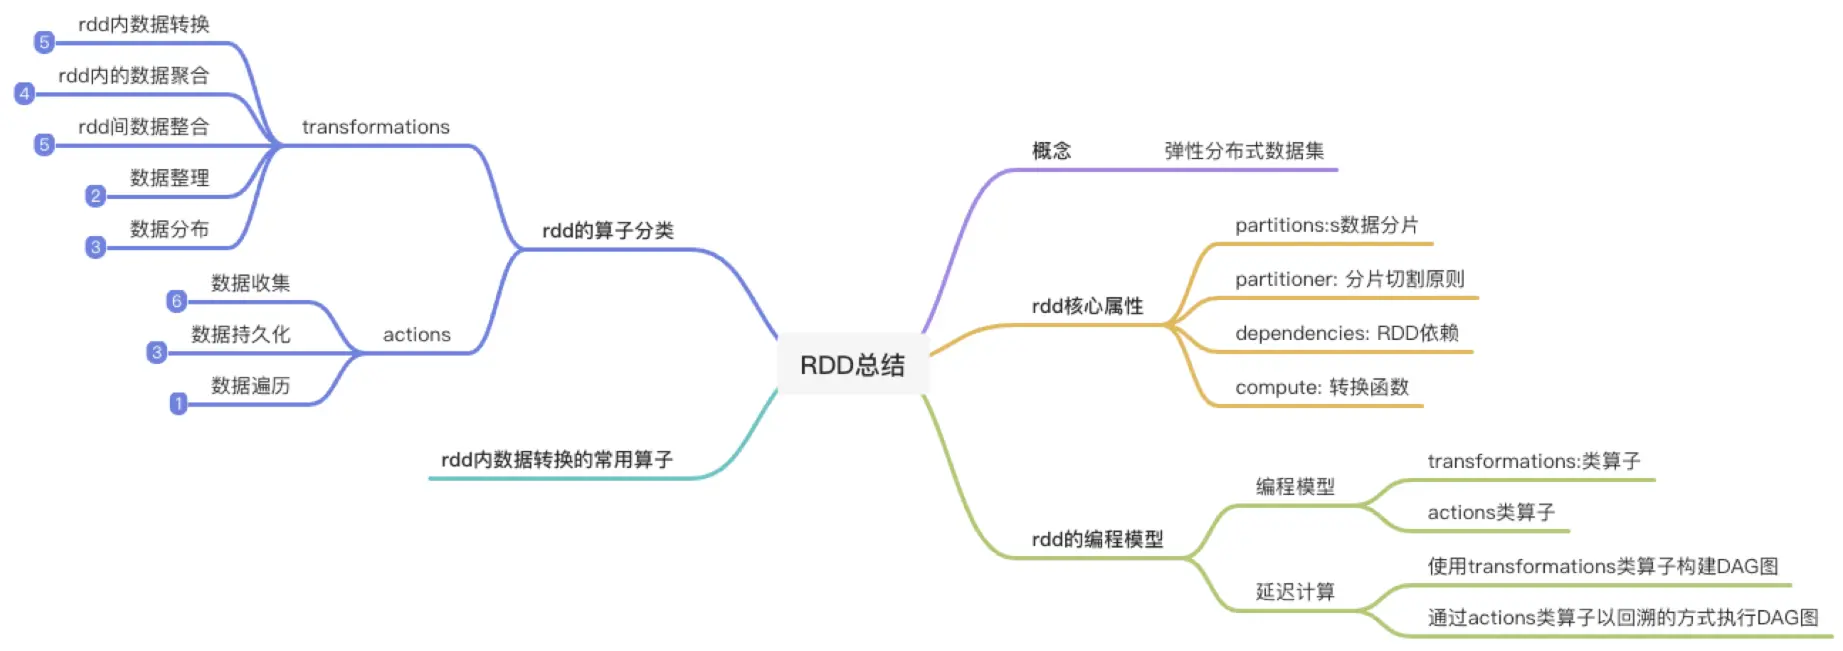 RDD总结
概念
弹性分布式数据集
rdd核心属性
partitions:s数据分片
partitioner: 分片切割原则
dependencies: RDD依赖
compute: 转换函数
rdd的编程模型
编程模型
transformations:类算子
actions类算子
延迟计算
使用transformations类算子构建DAG图
通过actions类算子以回溯的方式执行DAG图
rdd的算子分类
transformations
rdd内数据转换
5
rdd内的数据聚合
4
rdd间数据整合
5
数据整理
2
数据分布
3
actions
数据收集
6
数据持久化
3
数据遍历
1
rdd内数据转换的常用算子